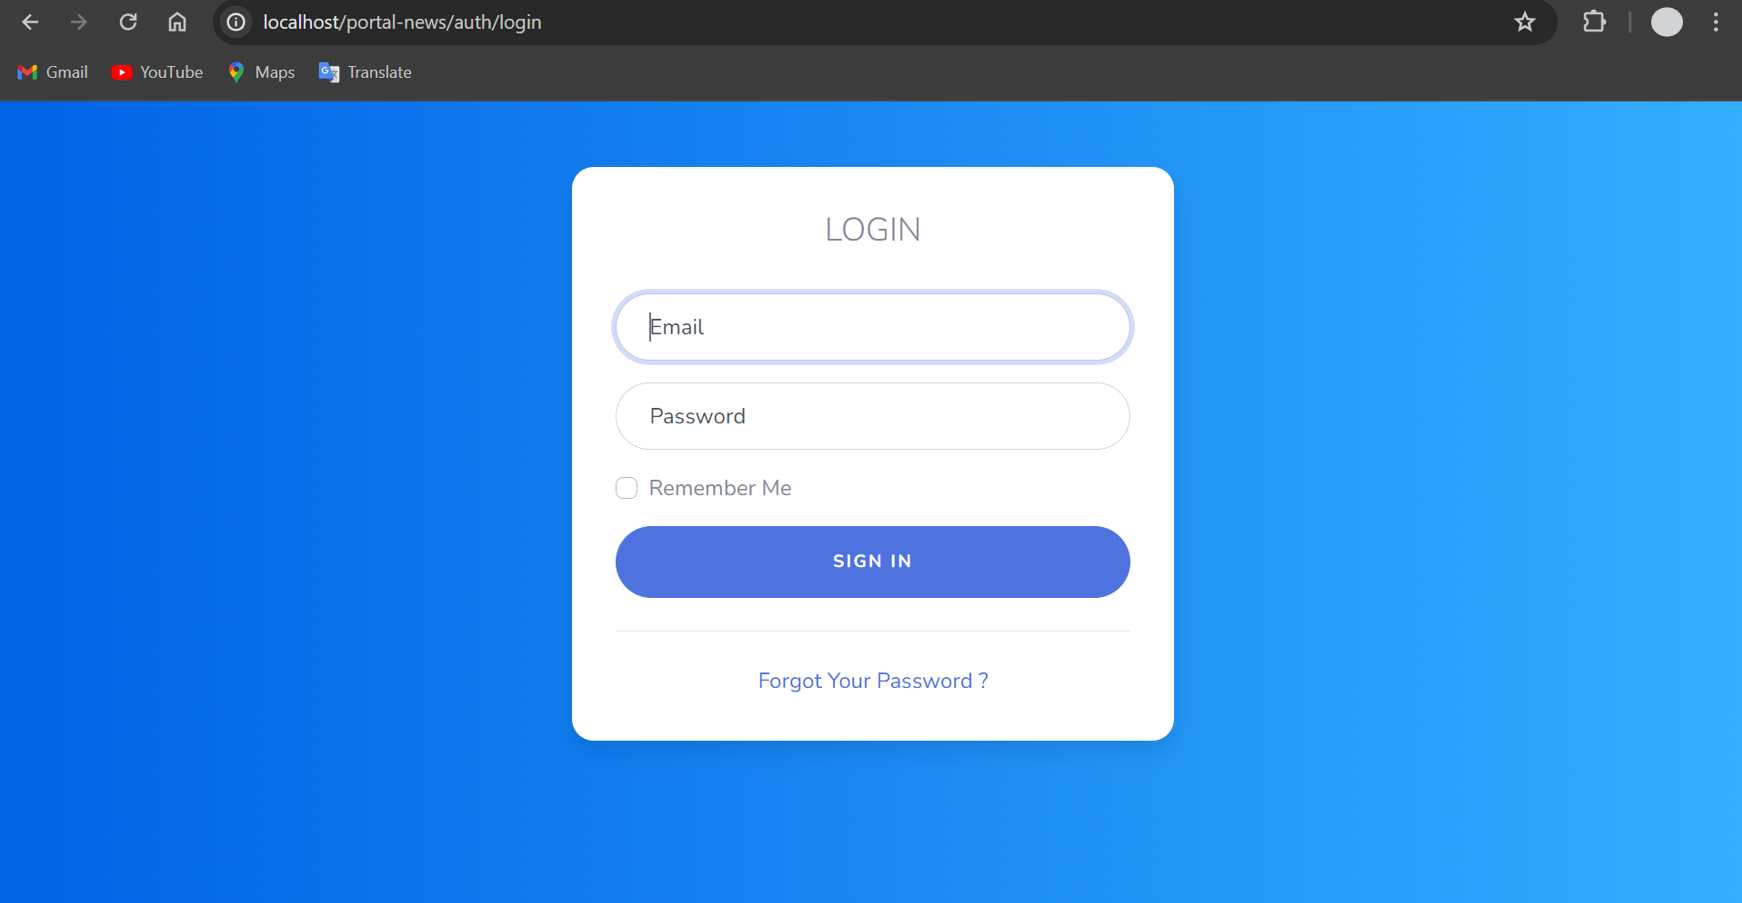 localhost/portal-news/auth/login
Gmail YouTube Maps Translate
LOGIN
Email
Password
Remember Me
SIGN IN
Forgot Your Password ?